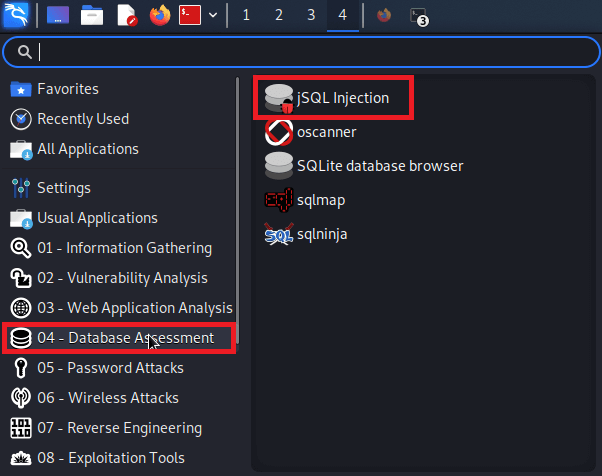 1 2 3 4
3
Favorites
Recently Used
All Applications
Settings
Usual Applications
01 - Information Gathering
02 - Vulnerability Analysis
03 - Web Application Analysis
04 - Database Assessment
05 - Password Attacks
06 - Wireless Attacks
07 - Reverse Engineering
08 - Exploitation Tools
jSQL Injection
oscanner
SQLite database browser
sql sqlmap
SQL sqlninja